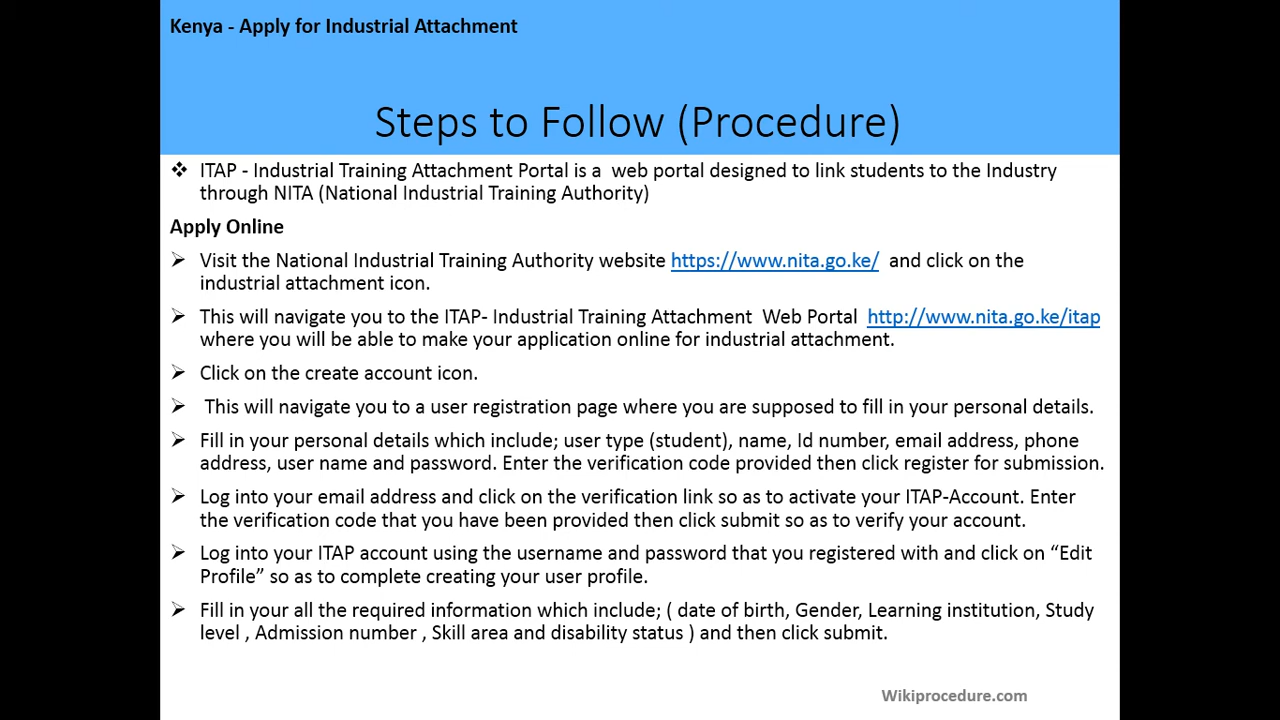 Kenya - Apply for Industrial Attachment
Steps to Follow (Procedure)
❖ ITAP - Industrial Training Attachment Portal is a  web portal designed to link students to the Industry
through NITA (National Industrial Training Authority)
Apply Online
➢ Visit the National Industrial Training Authority website https://www.nita.go.ke/  and click on the
industrial attachment icon.
➢ This will navigate you to the ITAP- Industrial Training Attachment  Web Portal  http://www.nita.go.ke/itap
where you will be able to make your application online for industrial attachment.
➢ Click on the create account icon.
➢ This will navigate you to a user registration page where you are supposed to fill in your personal details.
➢ Fill in your personal details which include; user type (student), name, Id number, email address, phone
address, user name and password. Enter the verification code provided then click register for submission.
➢ Log into your email address and click on the verification link so as to activate your ITAP-Account. Enter
the verification code that you have been provided then click submit so as to verify your account.
➢ Log into your ITAP account using the username and password that you registered with and click on “Edit
Profile” so as to complete creating your user profile.
➢ Fill in your all the required information which include; ( date of birth, Gender, Learning institution, Study
level , Admission number , Skill area and disability status ) and then click submit.
Wikiprocedure.com